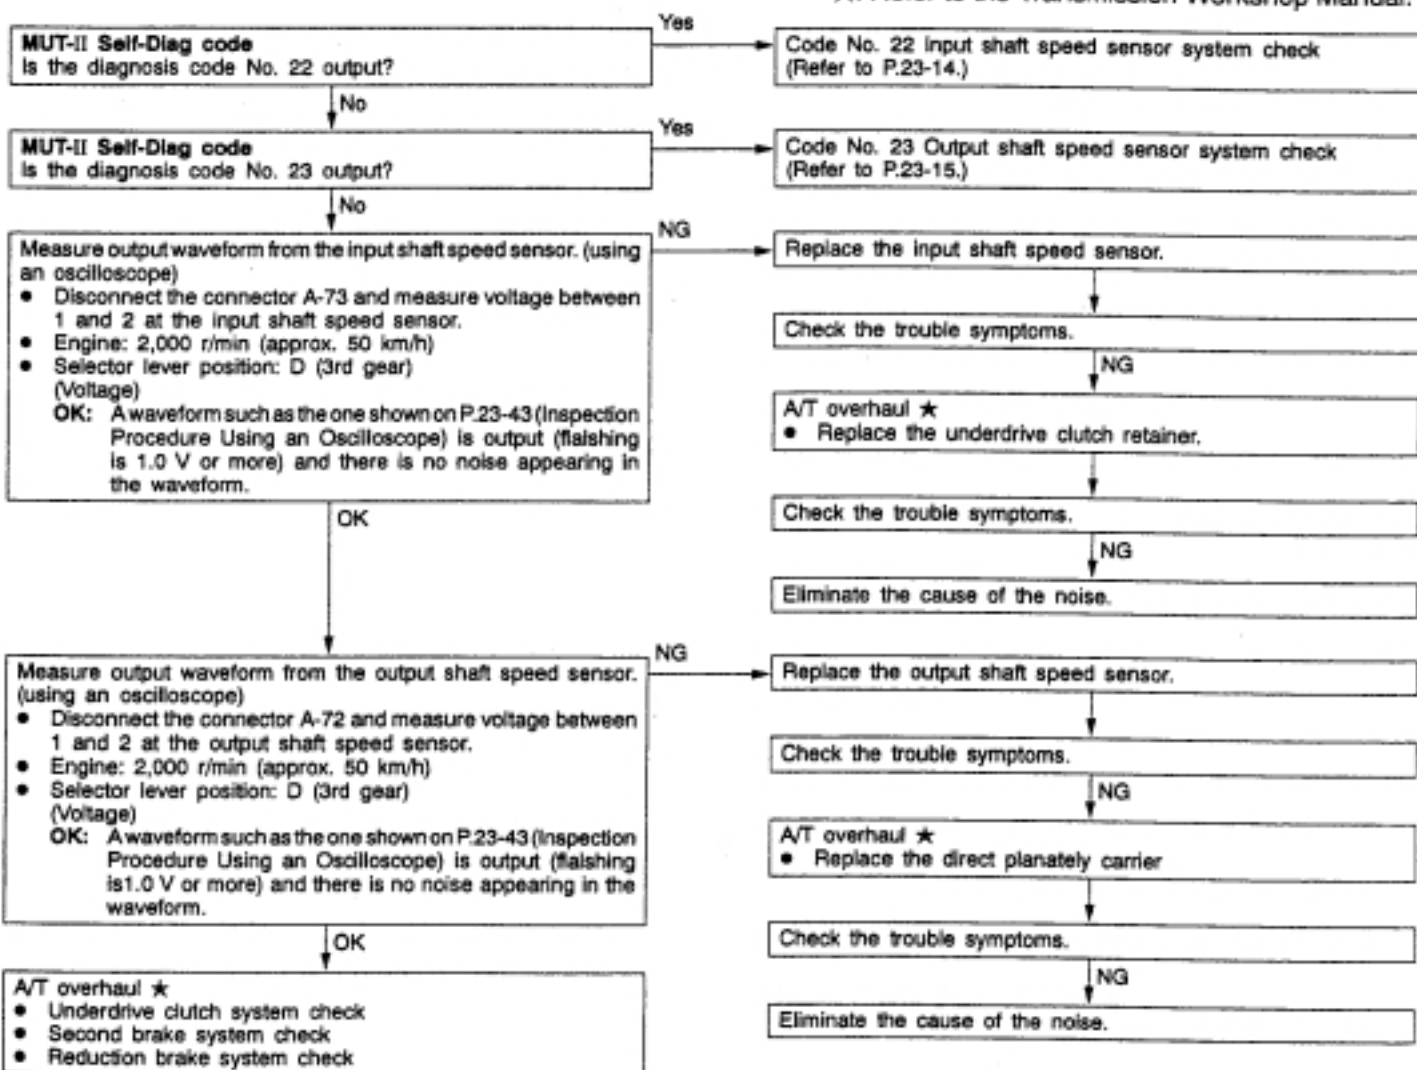 Refer to the Transmission Workshop Manual.
MUT-II Self-Diag code
Is the diagnosis code No. 22 output?
Yes
Code No. 22 Input shaft speed sensor system check
(Refer to P.23-14.)
No
MUT-II Self-Diag code
Is the diagnosis code No. 23 output?
Yes
Code No. 23 Output shaft speed sensor system check
(Refer to P.23-15.)
No
Measure output waveform from the input shaft speed sensor. (using
an oscilloscope)
● Disconnect the connector A-73 and measure voltage between
1 and 2 at the input shaft speed sensor.
● Engine: 2,000 r/min (approx. 50 km/h)
● Selector lever position: D (3rd gear)
(Voltage)
OK: A waveform such as the one shown on P.23-43 (Inspection
Procedure Using an Oscilloscope) is output (flaishing
is 1.0 V or more) and there is no noise appearing in
the waveform.
NG
Replace the input shaft speed sensor.
Check the trouble symptoms.
NG
A/T overhaul ★
● Replace the underdrive clutch retainer.
Check the trouble symptoms.
NG
Eliminate the cause of the noise.
OK
Measure output waveform from the output shaft speed sensor.
(using an oscilloscope)
● Disconnect the connector A-72 and measure voltage between
1 and 2 at the output shaft speed sensor.
● Engine: 2,000 r/min (approx. 50 km/h)
● Selector lever position: D (3rd gear)
(Voltage)
OK: A waveform such as the one shown on P.23-43 (Inspection
Procedure Using an Oscilloscope) is output (flaishing
is1.0 V or more) and there is no noise appearing in the
waveform.
NG
Replace the output shaft speed sensor.
Check the trouble symptoms.
NG
A/T overhaul ★
● Replace the direct planately carrier
Check the trouble symptoms.
NG
Eliminate the cause of the noise.
OK
A/T overhaul ★
● Underdrive clutch system check
● Second brake system check
● Reduction brake system check